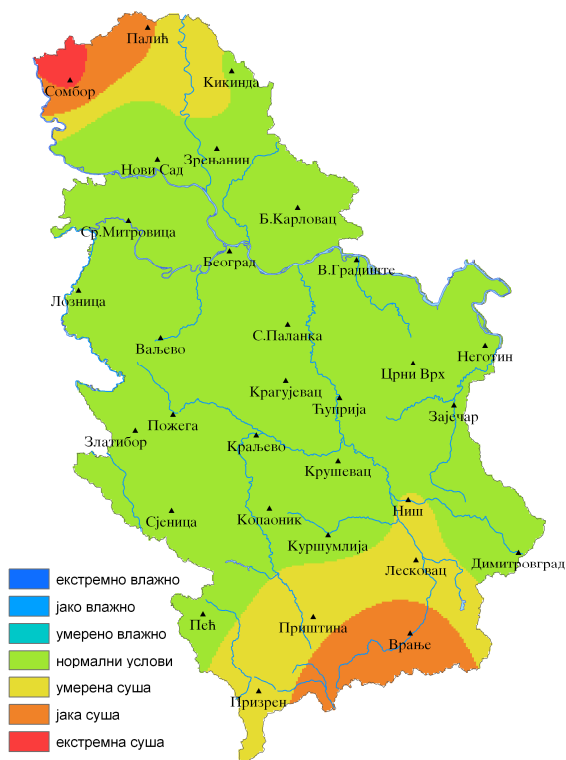 Палић
Сомбор
Кикинда
Зрењанин
Нови Сад
Б.Карловац
Ср.Митровица
Београд
В.Градиште
Лозница
С.Паланка
Ваљево
Неготин
Црни Врх
Крагујевац
Ћуприја
Зајечар
Пожега
Златибор
Краљево
Крушевац
Ниш
Сјеница
Копаоник
Куршумлија
Димитровград
Лесковац
Пећ
Приштина
Врање
Призрен
екстремно влажно
јако влажно
умерено влажно
нормални услови
умерена суша
јака суша
екстремна суша